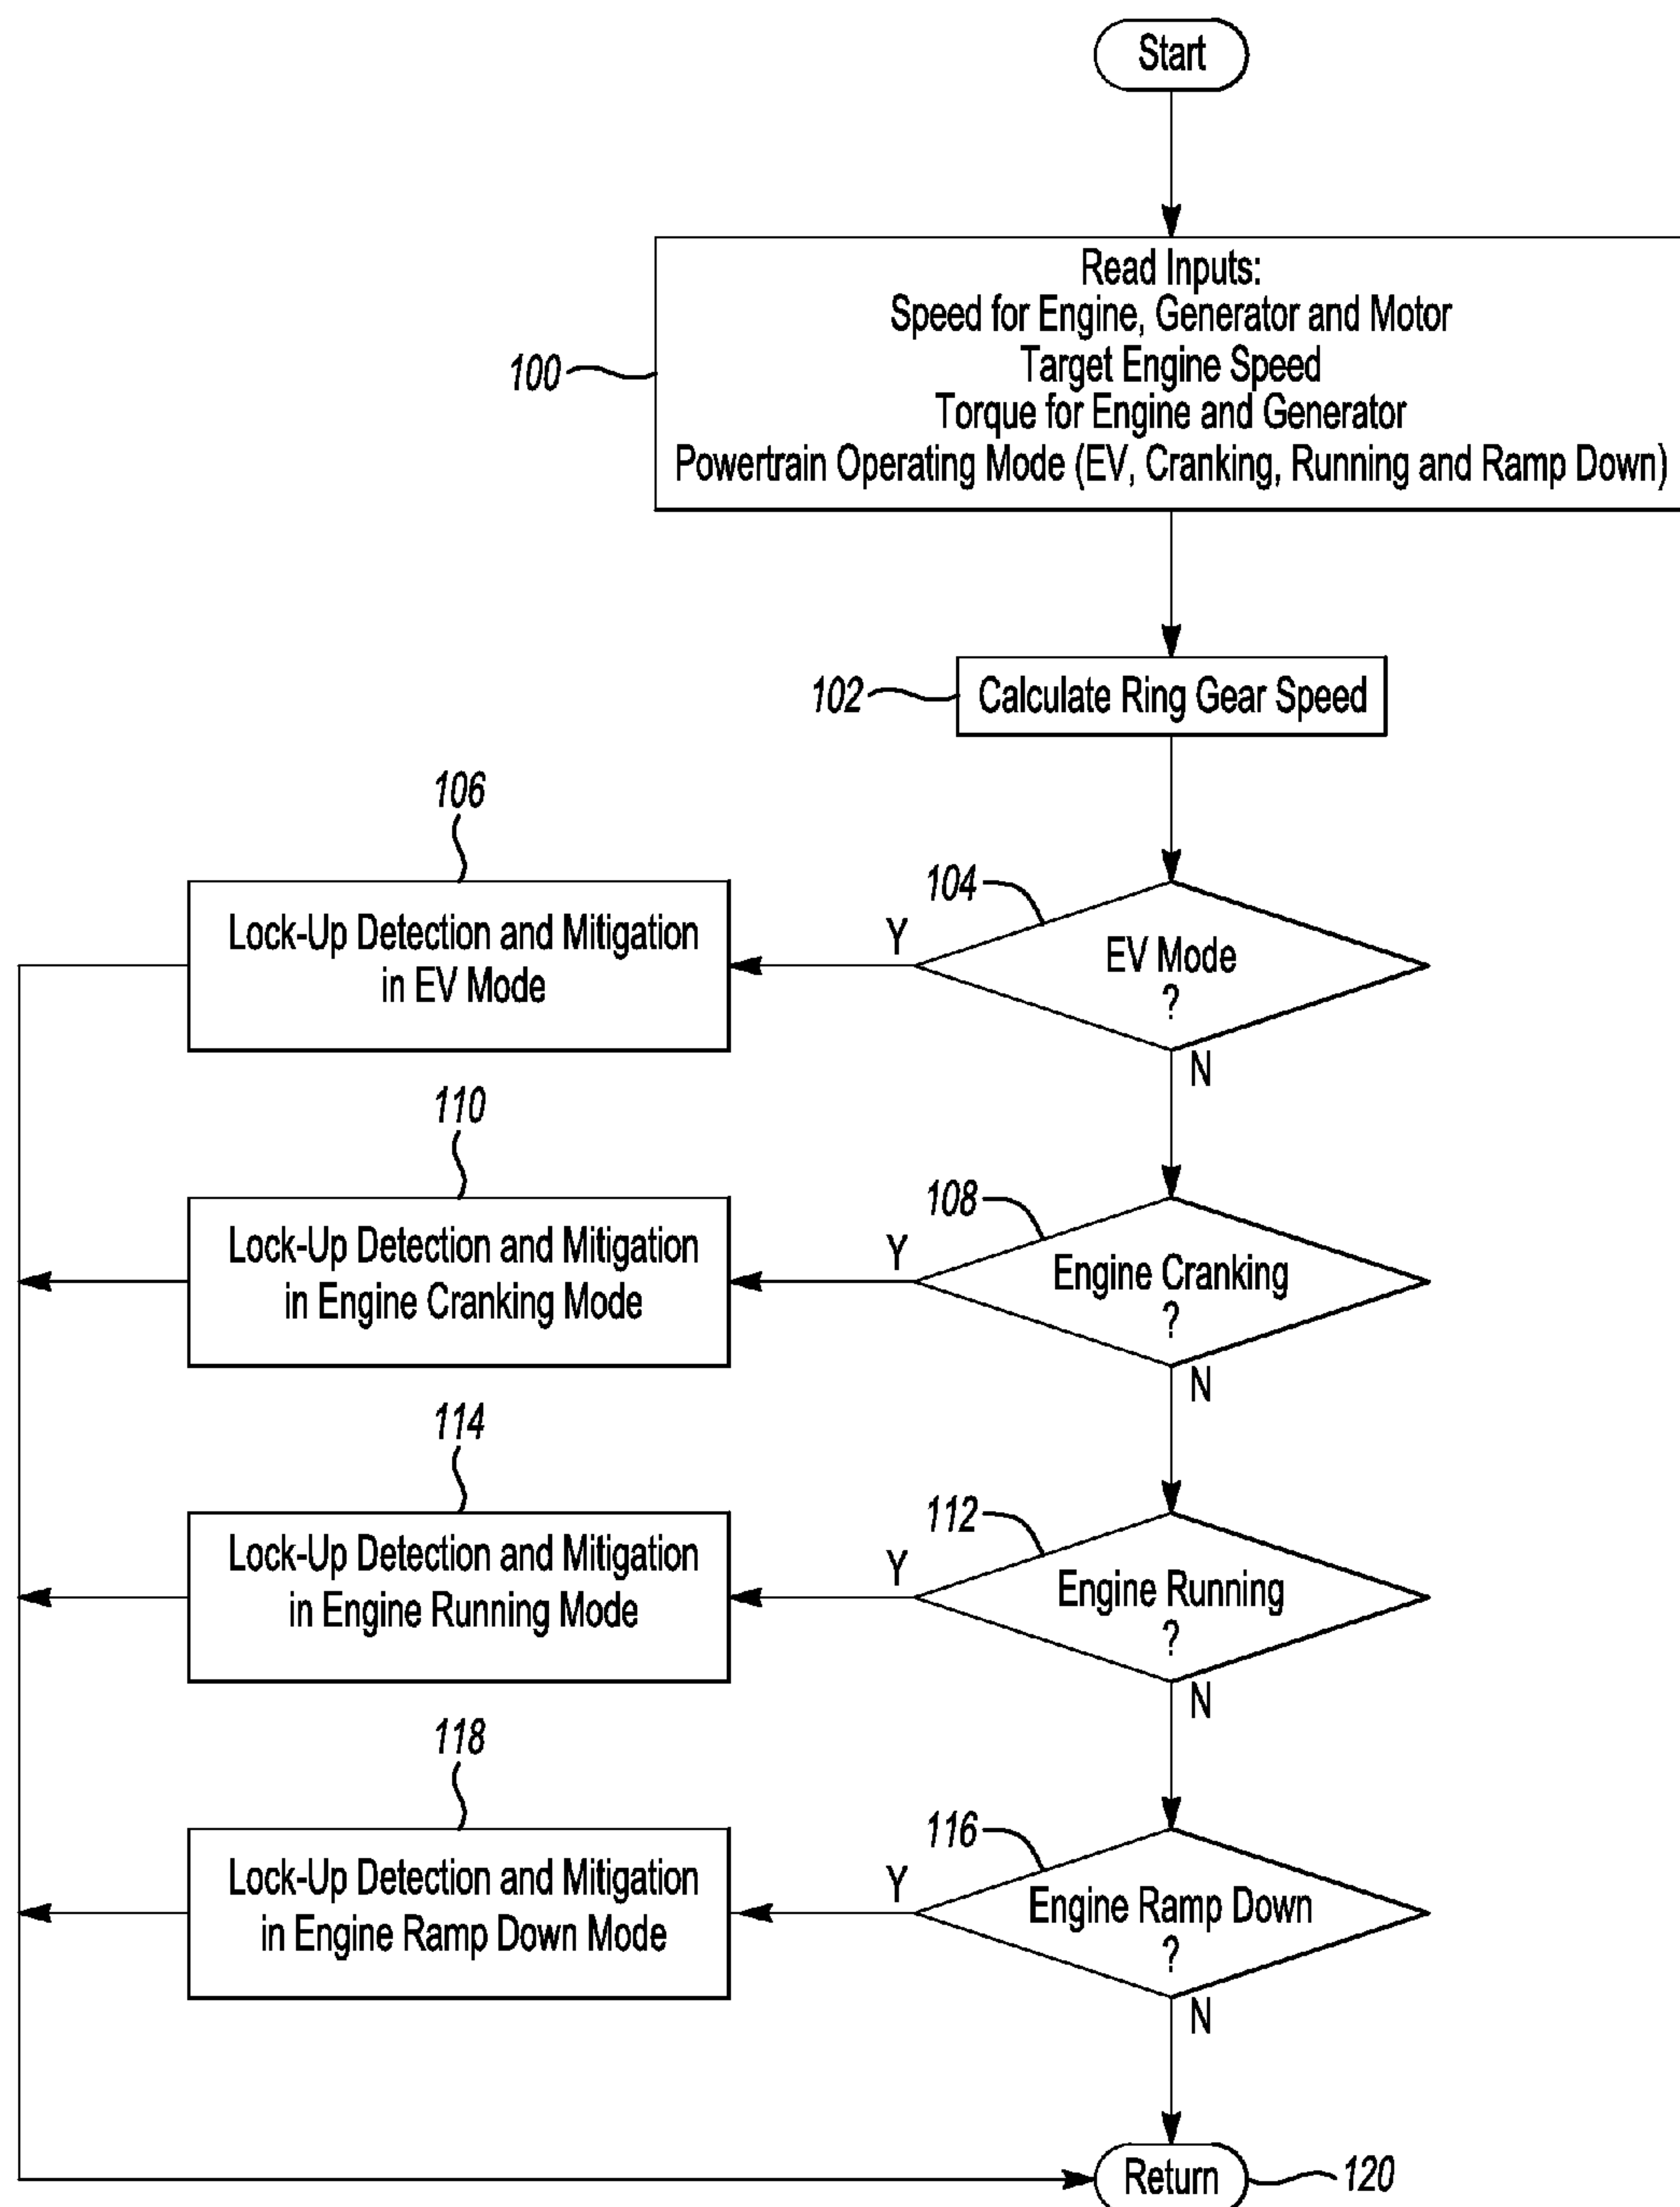 Start
Read Inputs:
Speed for Engine, Generator and Motor
Target Engine Speed
100
Torque for Engine and Generator
Powertrain Operating Mode (EV, Cranking, Running and Ramp Down)
102
Calculate Ring Gear Speed
106
104
Lock-Up Detection and Mitigation
in EV Mode
Y
EV Mode
?
N
110
108
Lock-Up Detection and Mitigation
in Engine Cranking Mode
Y
Engine Cranking
?
N
114
112
Lock-Up Detection and Mitigation
in Engine Running Mode
Y
Engine Running
?
N
118
116
Lock-Up Detection and Mitigation
in Engine Ramp Down Mode
Y
Engine Ramp Down
?
N
Return
120